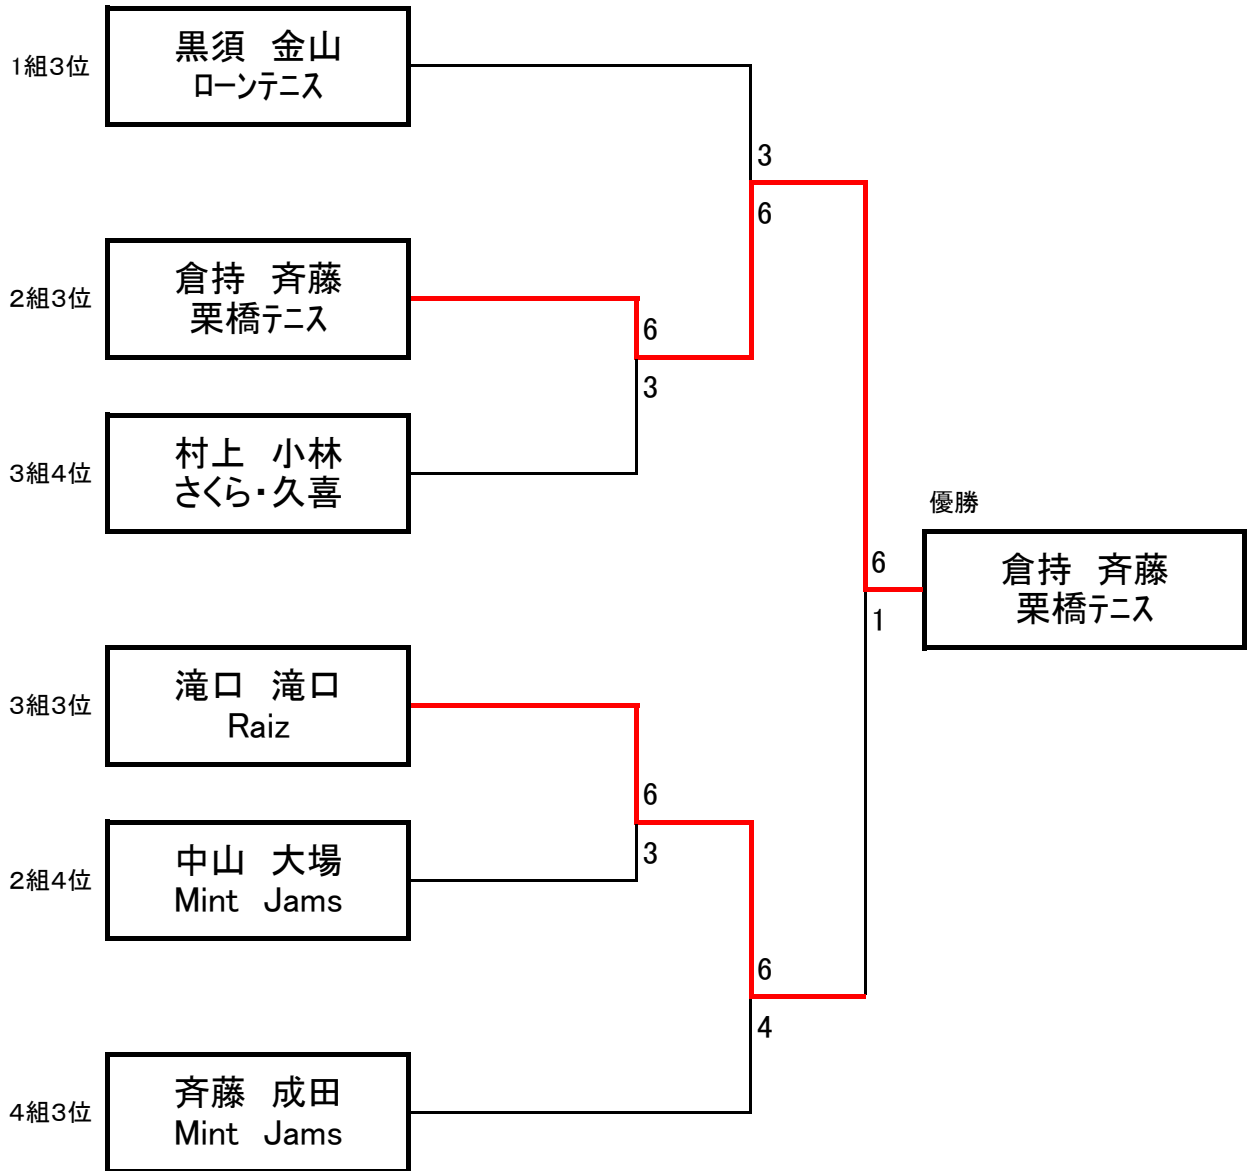 1組3位
黒須　金山
ローンテニス
3
6
2組3位
倉持　斉藤
栗橋テニス
6
3
3組4位
村上　小林
さくら・久喜
優勝
6
1
倉持　斉藤
栗橋テニス
3組3位
滝口　滝口
Raiz
6
3
2組4位
中山　大場
Mint Jams
6
4
4組3位
斉藤　成田
Mint Jams